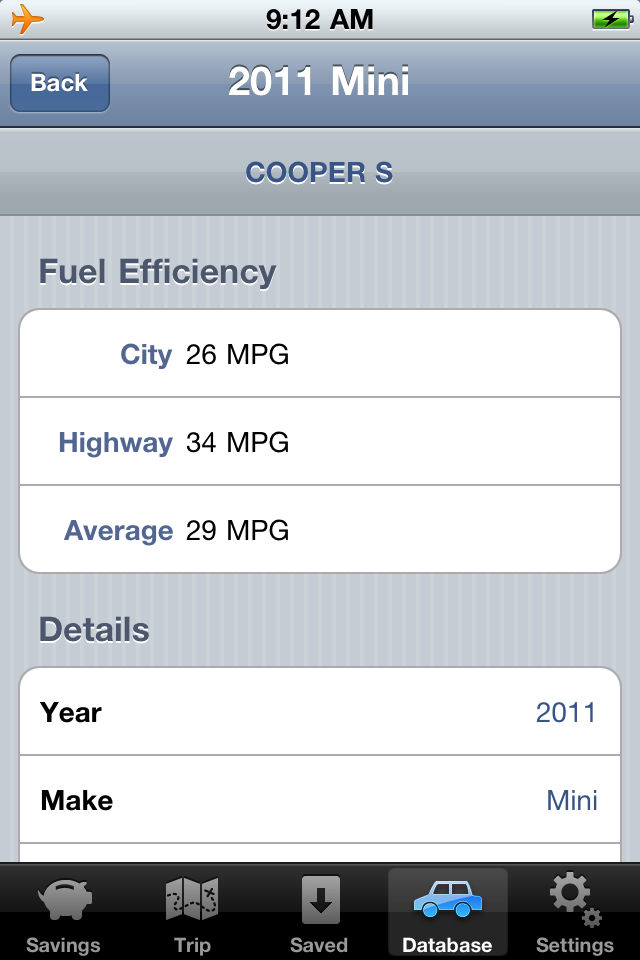 9:12 AM
Back
2011 Mini
COOPER S
Fuel Efficiency
City 26 MPG
Highway 34 MPG
Average 29 MPG
Details
Year 2011
Make Mini
Savings Trip Saved Database Settings